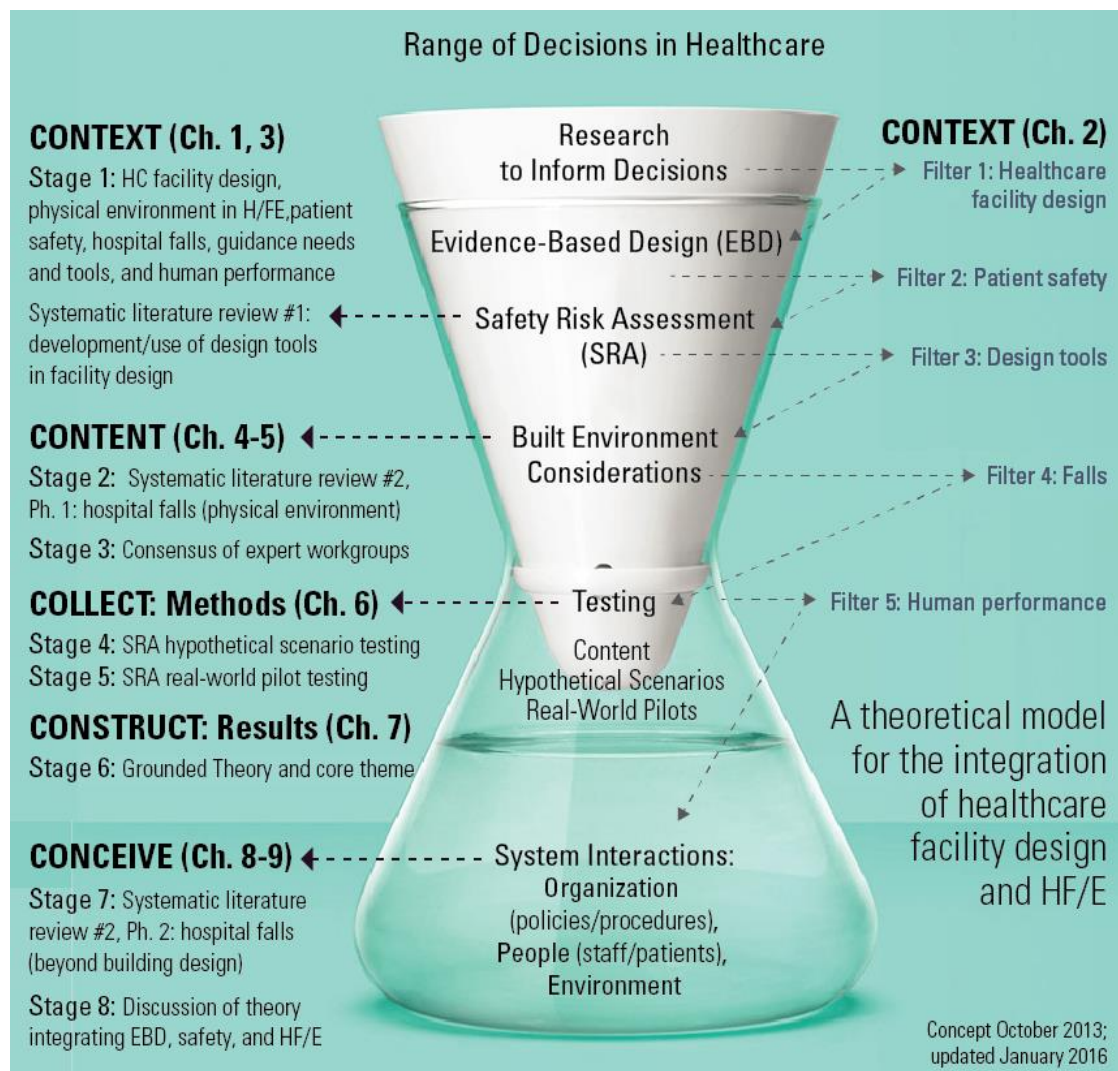 Range of Decisions in Healthcare
CONTEXT (Ch. 1, 3)
Stage 1: HC facility design,
physical environment in H/FE,patient
safety, hospital falls, guidance needs
and tools, and human performance
Systematic literature review #1:
development/use of design tools
in facility design
CONTENT (Ch. 4-5)
Stage 2: Systematic literature review #2,
Ph. 1: hospital falls (physical environment)
Stage 3: Consensus of expert workgroups
COLLECT: Methods (Ch. 6)
Stage 4: SRA hypothetical scenario testing
Stage 5: SRA real-world pilot testing
CONSTRUCT: Results (Ch. 7)
Stage 6: Grounded Theory and core theme
CONCEIVE (Ch. 8-9)
Stage 7: Systematic literature
review #2, Ph. 2: hospital falls
(beyond building design)
Stage 8: Discussion of theory
integrating EBD, safety, and HF/E
Research
to Inform Decisions
Evidence-Based Design (EBD)
Safety Risk Assessment
(SRA)
Built Environment
Considerations
Testing
Content
Hypothetical Scenarios
Real-World Pilots
System Interactions:
Organization
(policies/procedures),
People (staff/patients),
Environment
CONTEXT (Ch. 2)
Filter 1: Healthcare
facility design
Filter 2: Patient safety
Filter 3: Design tools
Filter 4: Falls
Filter 5: Human performance
A theoretical model
for the integration
of healthcare
facility design
and HF/E
Concept October 2013;
updated January 2016